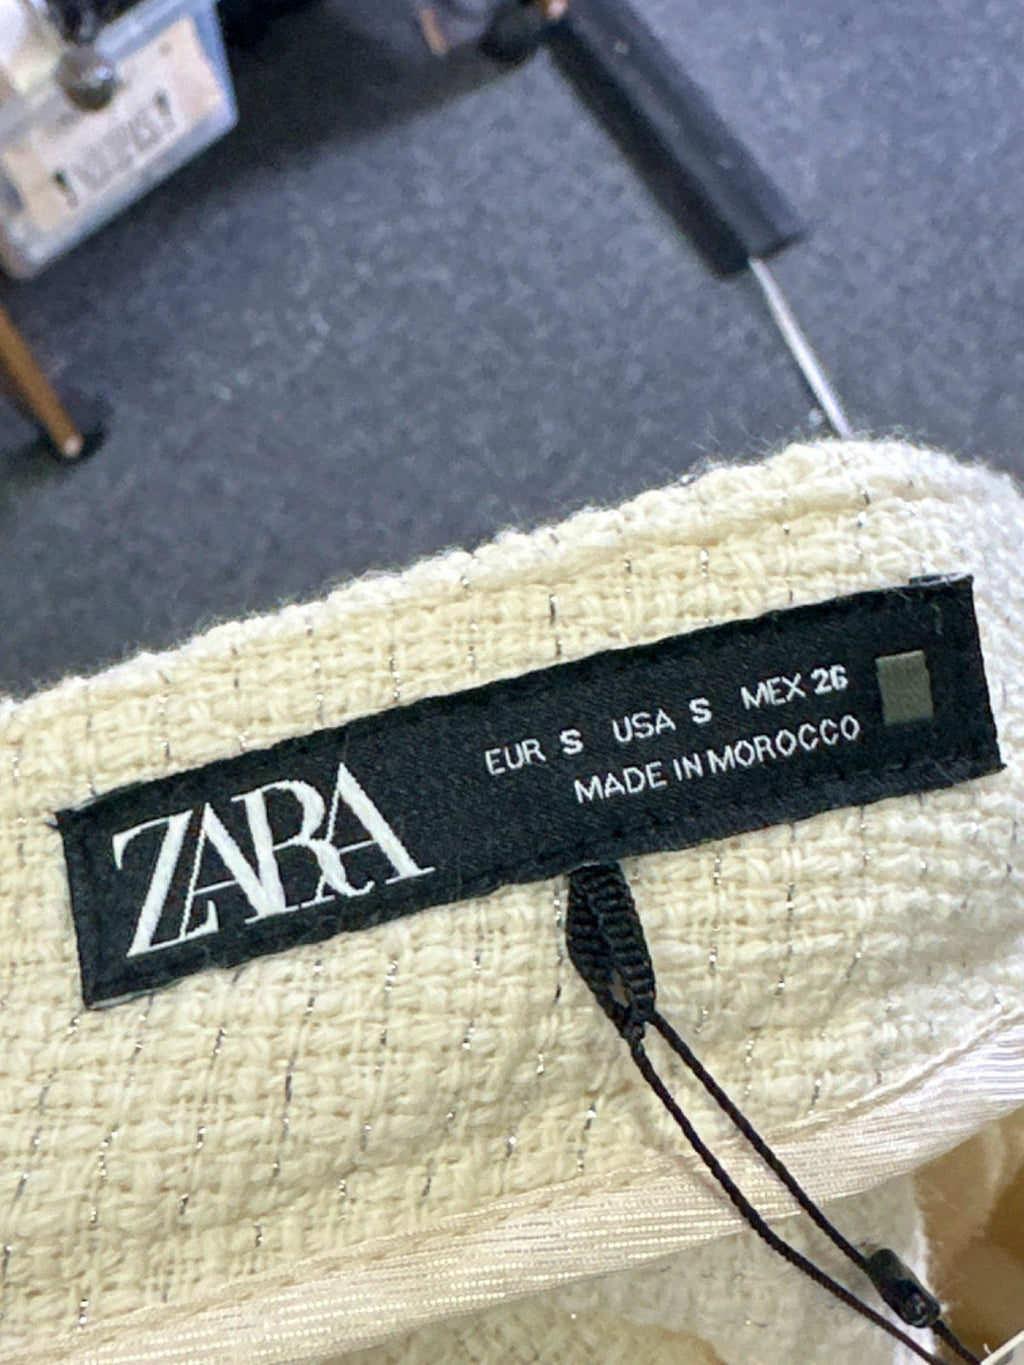 ZARA
EUR S USA S MEX 26
MADE IN MOROCCO